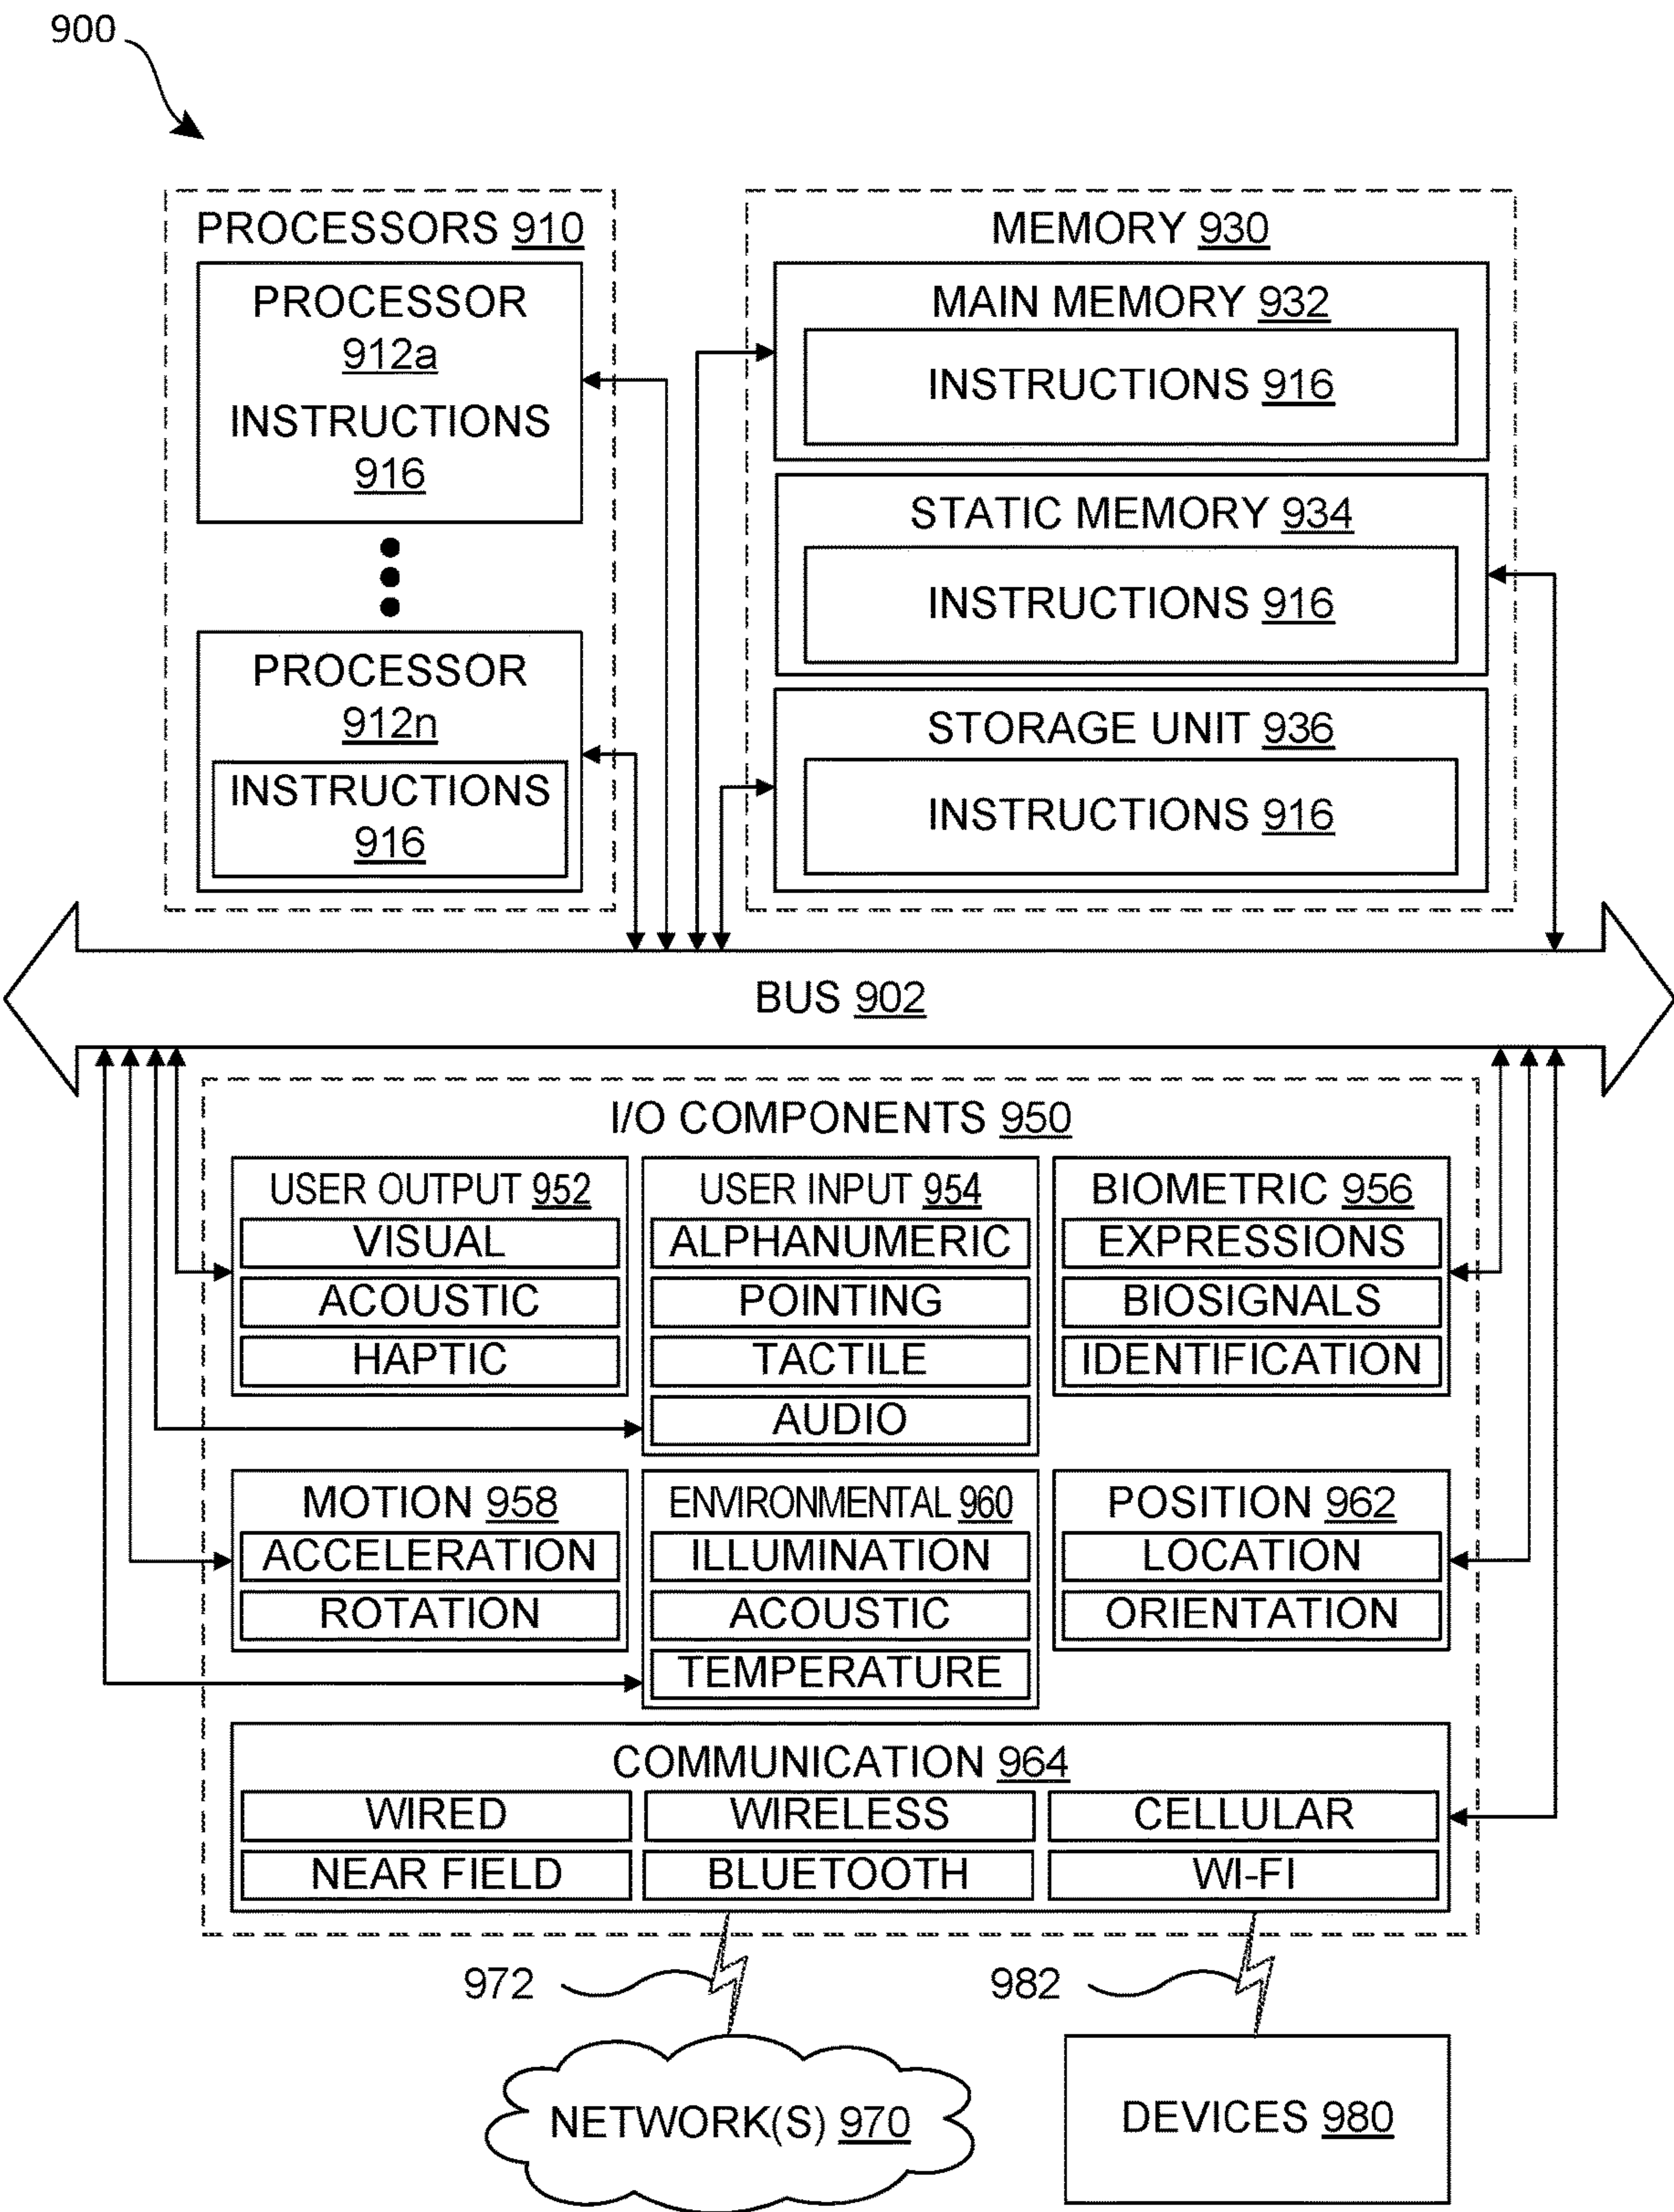 900
PROCESSORS 910
PROCESSOR
912a
INSTRUCTIONS
916
PROCESSOR
912n
INSTRUCTIONS
916
MEMORY 930
MAIN MEMORY 932
INSTRUCTIONS 916
STATIC MEMORY 934
INSTRUCTIONS 916
STORAGE UNIT 936
INSTRUCTIONS 916
BUS 902
I/O COMPONENTS 950
USER OUTPUT 952
VISUAL
ACOUSTIC
HAPTIC
USER INPUT 954
ALPHANUMERIC
POINTING
TACTILE
AUDIO
BIOMETRIC 956
EXPRESSIONS
BIOSIGNALS
IDENTIFICATION
MOTION 958
ACCELERATION
ROTATION
ENVIRONMENTAL 960
ILLUMINATION
ACOUSTIC
TEMPERATURE
POSITION 962
LOCATION
ORIENTATION
COMMUNICATION 964
WIRED
WIRELESS
CELLULAR
NEAR FIELD
BLUETOOTH
WI-FI
972
982
NETWORK(S) 970
DEVICES 980